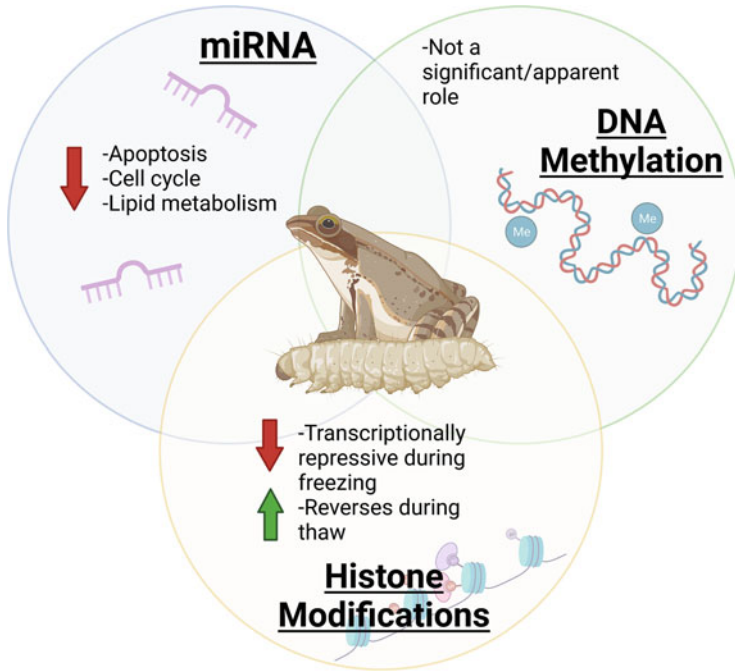 miRNA
-Apoptosis
-Cell cycle
-Lipid metabolism
-Not a
significant/apparent
role
DNA
Methylation
Me
Me
-Transcriptionally
repressive during
freezing
-Reverses during
thaw
Histone
Modifications